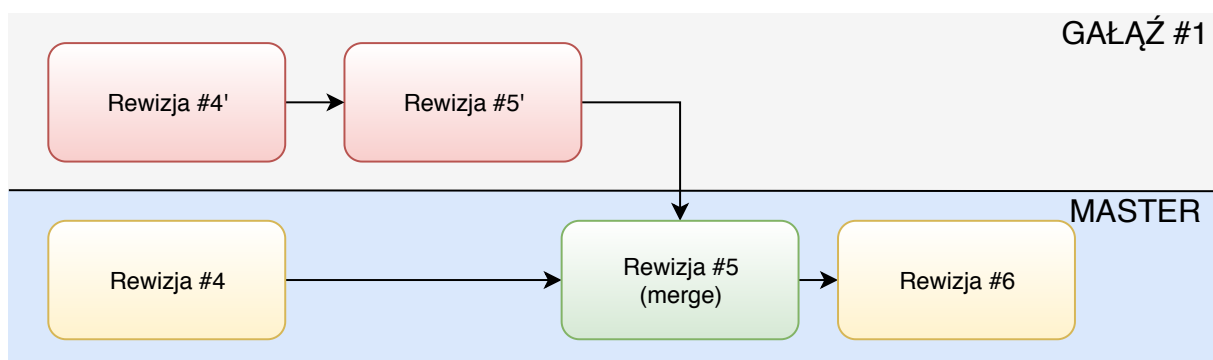 GAŁĄŹ #1
Rewizja #4'
Rewizja #5'
MASTER
Rewizja #4
Rewizja #5
(merge)
Rewizja #6